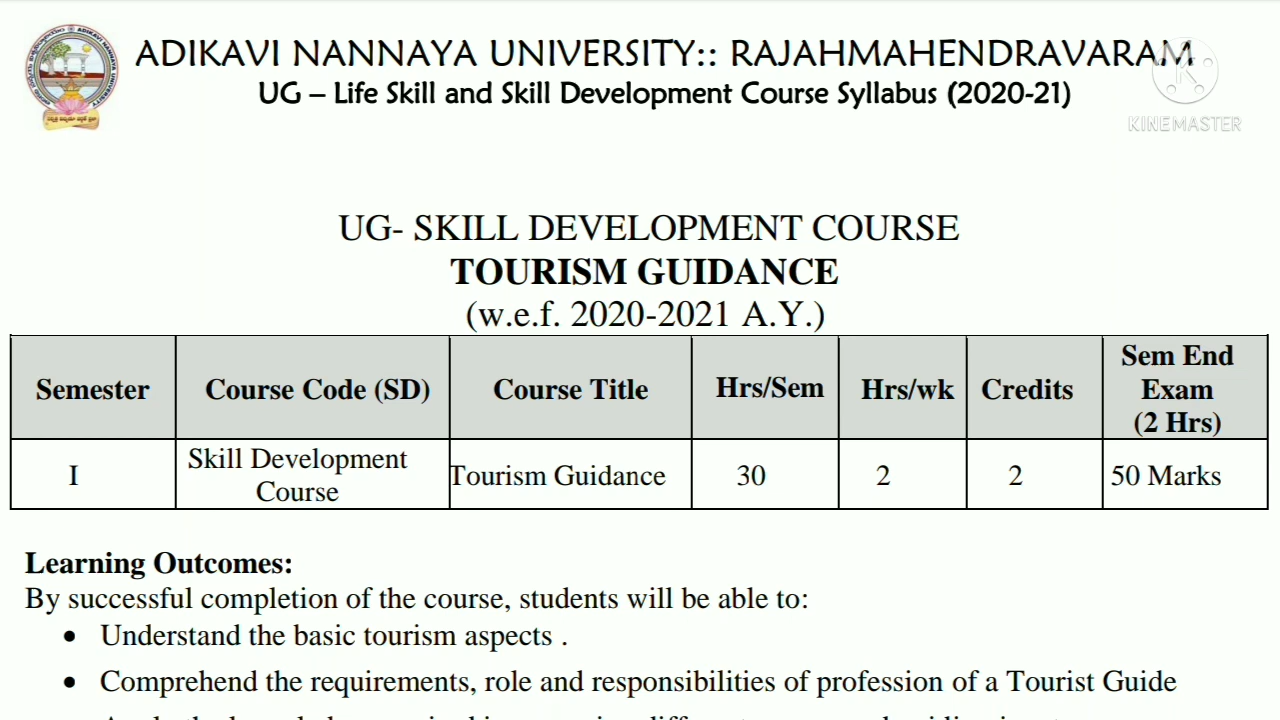 ADIKAVI NANNAYA UNIVERSITY:: RAJAHMAHENDRAVARAM
UG – Life Skill and Skill Development Course Syllabus (2020-21)
KINEMASTER
UG- SKILL DEVELOPMENT COURSE
TOURISM GUIDANCE
(w.e.f. 2020-2021 A.Y.)
Semester Course Code (SD) Course Title Hrs/Sem Hrs/wk Credits Sem End Exam (2 Hrs)
I Skill Development Course Tourism Guidance 30 2 2 50 Marks
Learning Outcomes:
By successful completion of the course, students will be able to:
• Understand the basic tourism aspects .
• Comprehend the requirements, role and responsibilities of profession of a Tourist Guide